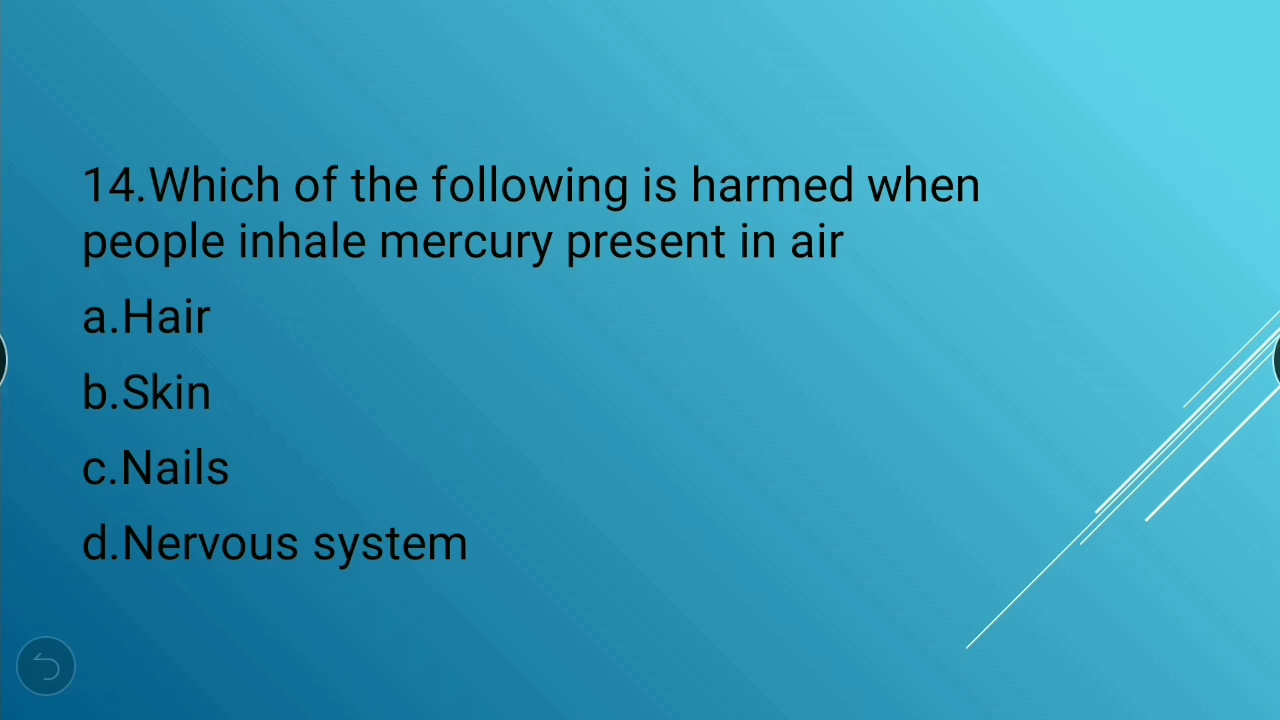 14.Which of the following is harmed when
people inhale mercury present in air
a.Hair
b.Skin
c.Nails
d.Nervous system